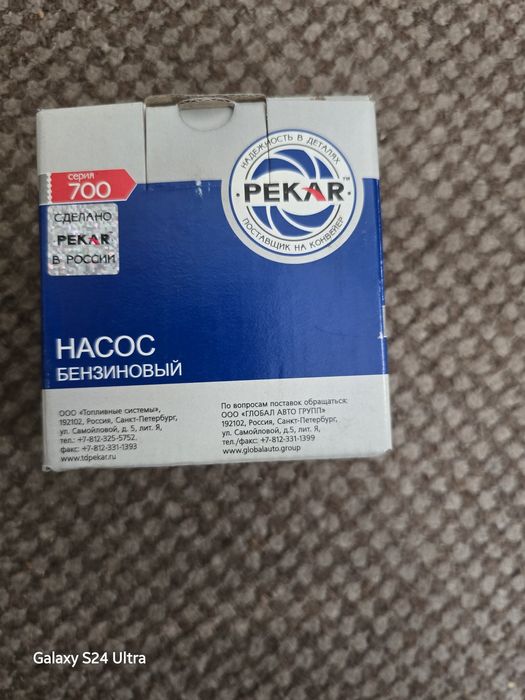 серия
700
СДЕЛАНО
PEKAR
В РОССИИ
НАДЕЖНОСТЬ В ДЕТАЛЯХ
PEKAR™
ПОСТАВЩИК НА КОНВЕЙЕР
НАСОС
БЕНЗИНОВЫЙ
ООО «Топливные системы»,
192102, Россия, Санкт-Петербург,
ул. Самойловой, д.5, лит. Я,
тел.: +7-812-325-5752.
факс: +7-812-331-1393
www.tdpekar.ru
По вопросам поставок обращаться:
ООО «ГЛОБАЛ АВТО ГРУПП»
192102, Россия, Санкт-Петербург,
ул. Самойловой, д.5, лит. Я,
тел./факс: +7-812-331-1399
www.globalauto.group
Galaxy S24 Ultra